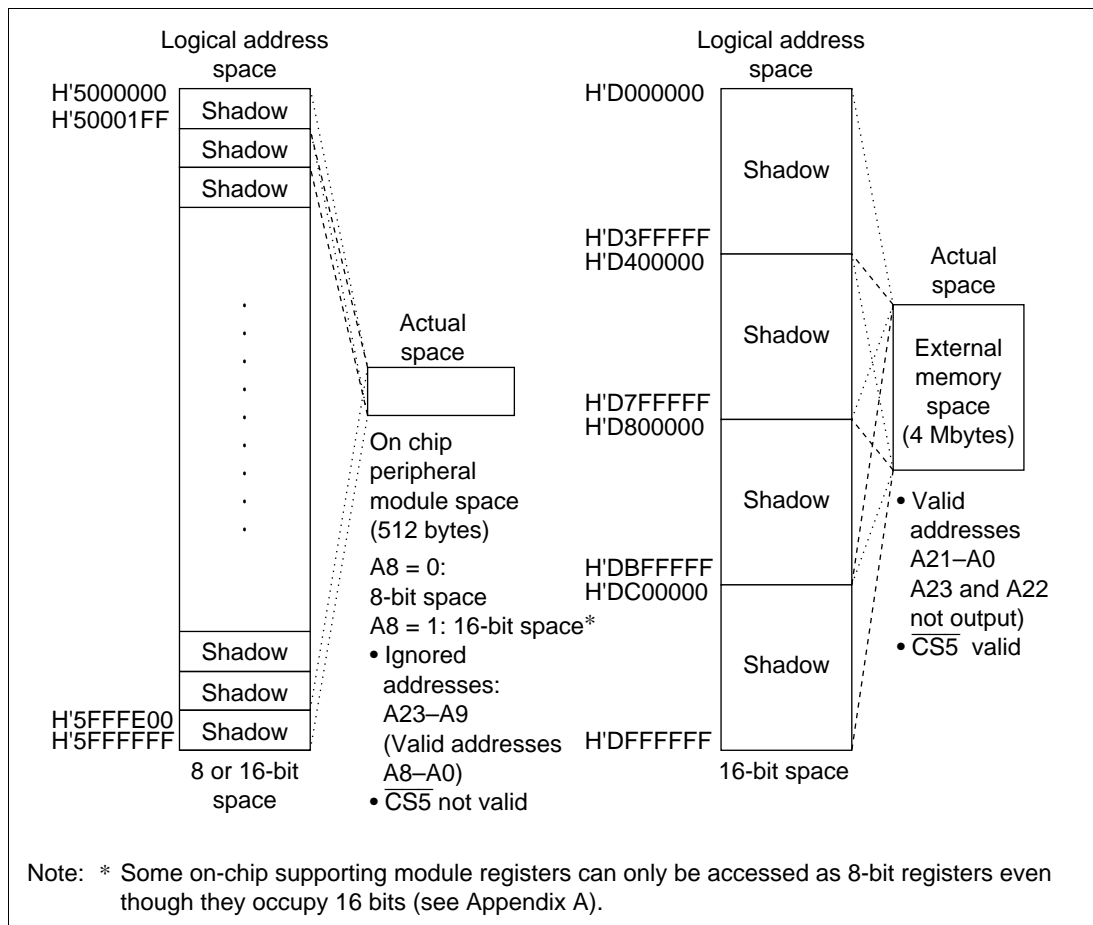 Logical address
space
H'5000000
H'50001FF
Shadow
Shadow
Shadow
Shadow
Shadow
H'5FFFE00
H'5FFFFFF
Shadow
8 or 16-bit
space
Actual
space
On chip
peripheral
module space
(512 bytes)
A8 = 0:
8-bit space
A8 = 1: 16-bit space*
• Ignored
addresses:
A23–A9
(Valid addresses
A8–A0)
• CS5 not valid
Logical address
space
H'D000000
Shadow
H'D3FFFFF
H'D400000
Shadow
H'D7FFFFF
H'D800000
Shadow
H'DBFFFFF
H'DC00000
Shadow
H'DFFFFFF
16-bit space
Actual
space
External
memory
space
(4 Mbytes)
• Valid
addresses
A21–A0
A23 and A22
not output)
• CS5 valid
Note: * Some on-chip supporting module registers can only be accessed as 8-bit registers even
though they occupy 16 bits (see Appendix A).